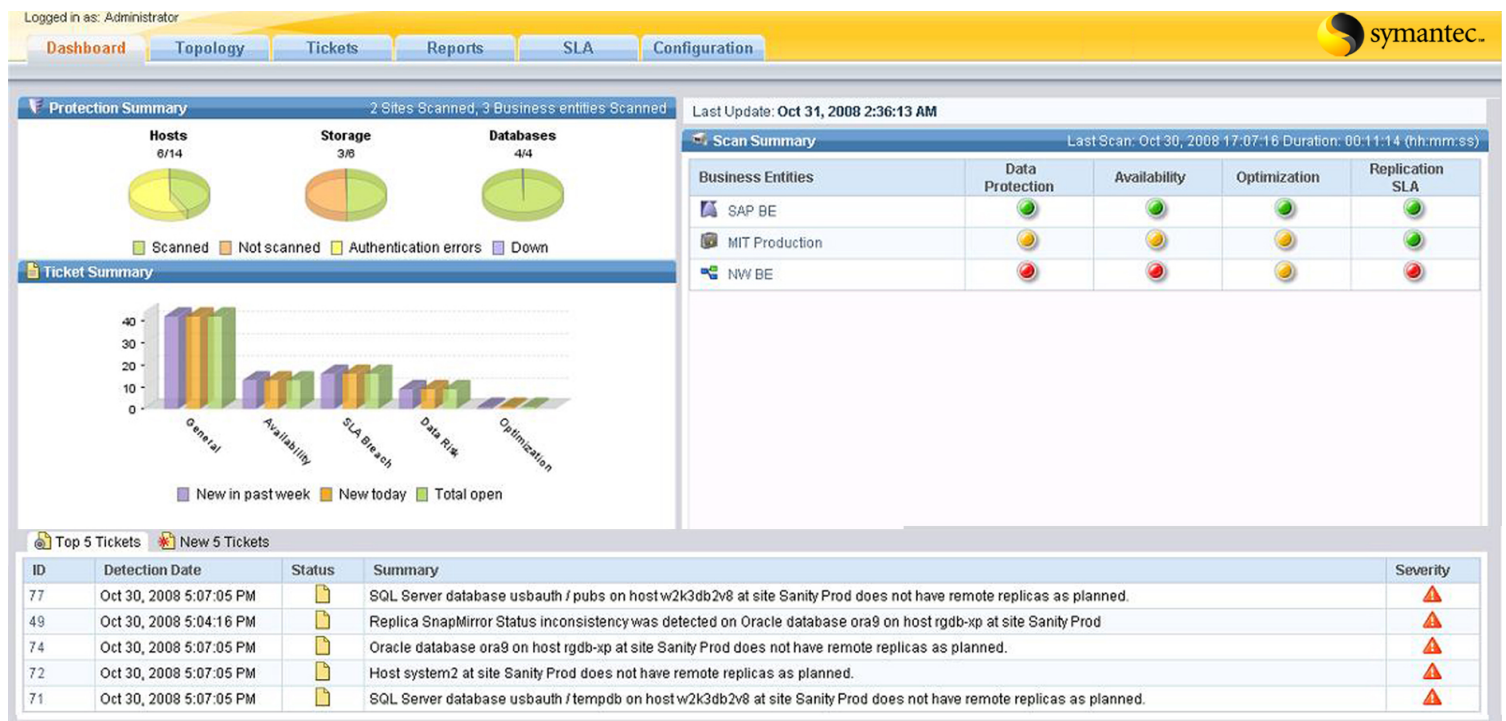 Logged in as: Administrator
symantec.
Dashboard Topology Tickets Reports SLA Configuration
Protection Summary 2 Sites Scanned, 3 Business entities Scanned
Hosts Storage Databases
6/14 3/6 4/4
Scanned Not scanned Authentication errors Down
Ticket Summary
40
30
20
10
0
General Availability SLA Breach Data Risk Optimization
New in past week New today Total open
Last Update: Oct 31, 2008 2:36:13 AM
Scan Summary Last Scan: Oct 30, 2008 17:07:16 Duration: 00:11:14 (hh:mm:ss)
Business Entities Data Protection Availability Optimization Replication SLA
SAP BE
MIT Production
NW BE
Top 5 Tickets New 5 Tickets
ID Detection Date Status Summary Severity
77 Oct 30, 2008 5:07:05 PM SQL Server database usbauth / pubs on host w2k3db2v8 at site Sanity Prod does not have remote replicas as planned.
49 Oct 30, 2008 5:04:16 PM Replica SnapMirror Status inconsistency was detected on Oracle database ora9 on host rgdb-xp at site Sanity Prod
74 Oct 30, 2008 5:07:05 PM Oracle database ora9 on host rgdb-xp at site Sanity Prod does not have remote replicas as planned.
72 Oct 30, 2008 5:07:05 PM Host system2 at site Sanity Prod does not have remote replicas as planned.
71 Oct 30, 2008 5:07:05 PM SQL Server database usbauth / tempdb on host w2k3db2v8 at site Sanity Prod does not have remote replicas as planned.